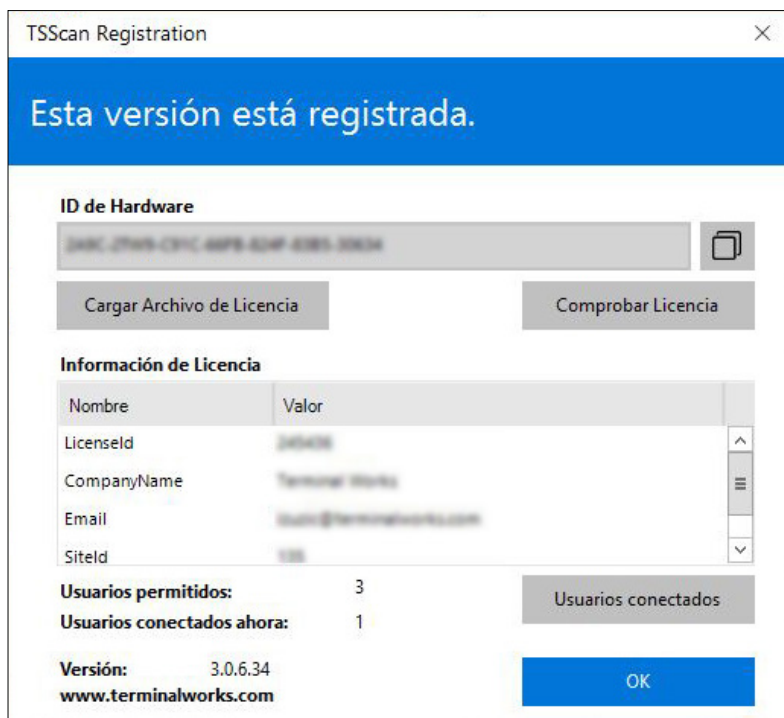 TSScan Registration
Esta versión está registrada.
ID de Hardware
Cargar Archivo de Licencia
Comprobar Licencia
Información de Licencia
Nombre Valor
LicenseId
CompanyName
Email
SiteId
Usuarios permitidos: 3
Usuarios conectados
Usuarios conectados ahora: 1
Versión: 3.0.6.34
www.terminalworks.com
OK